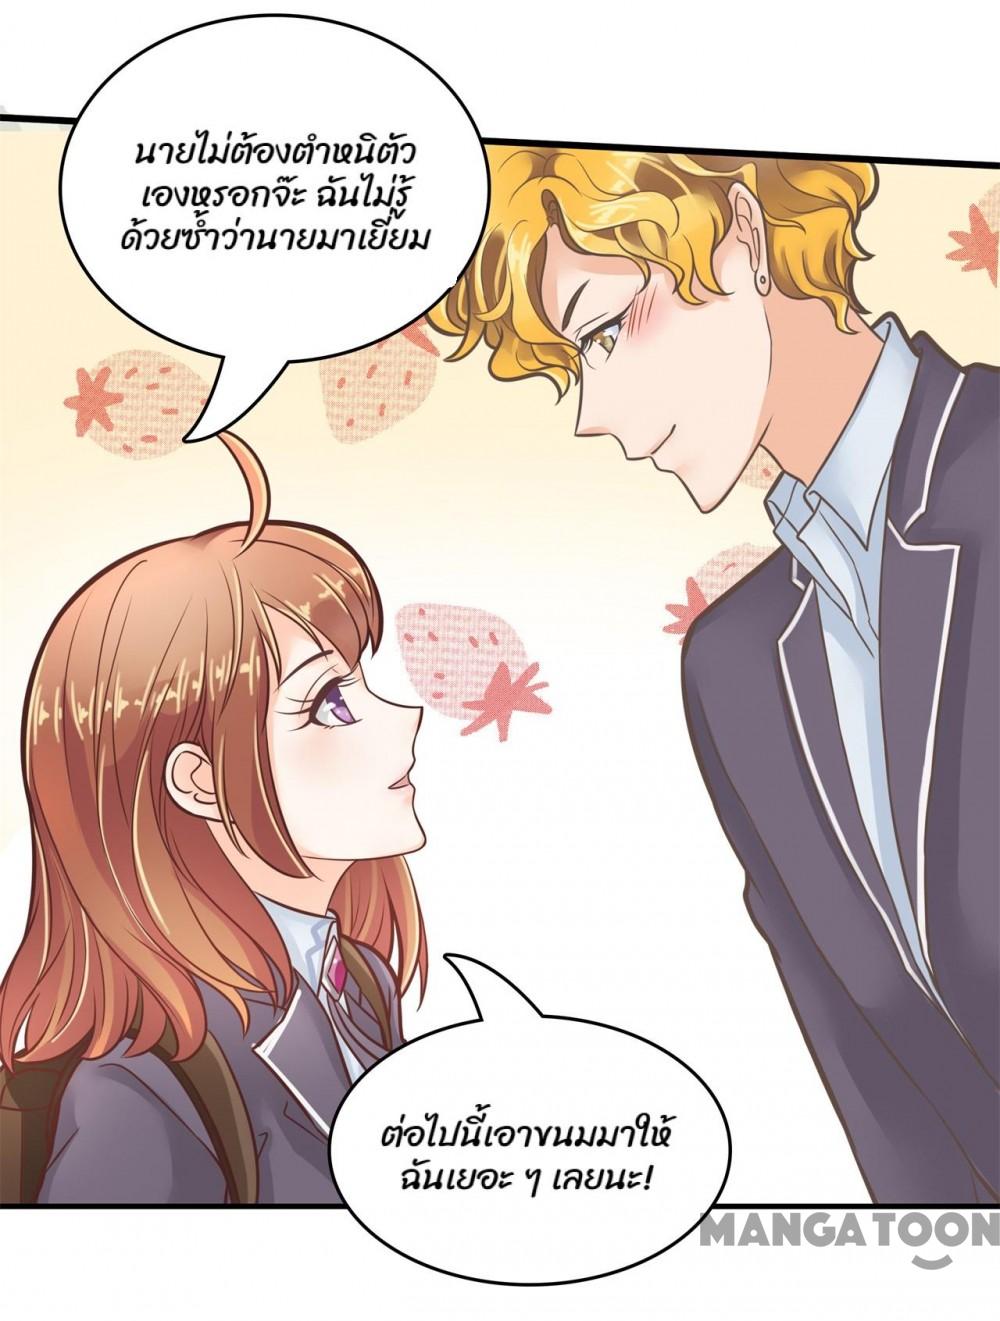 นายไม่ต้องตำหนิตัว
เองหรอกจ๊ะ ฉันไม่รู้
ด้วยซ้ำว่านายมาเยี่ยม
ต่อไปนี้เอาขนมมาให้
ฉันเยอะ ๆ เลยนะ!
MANGATOON